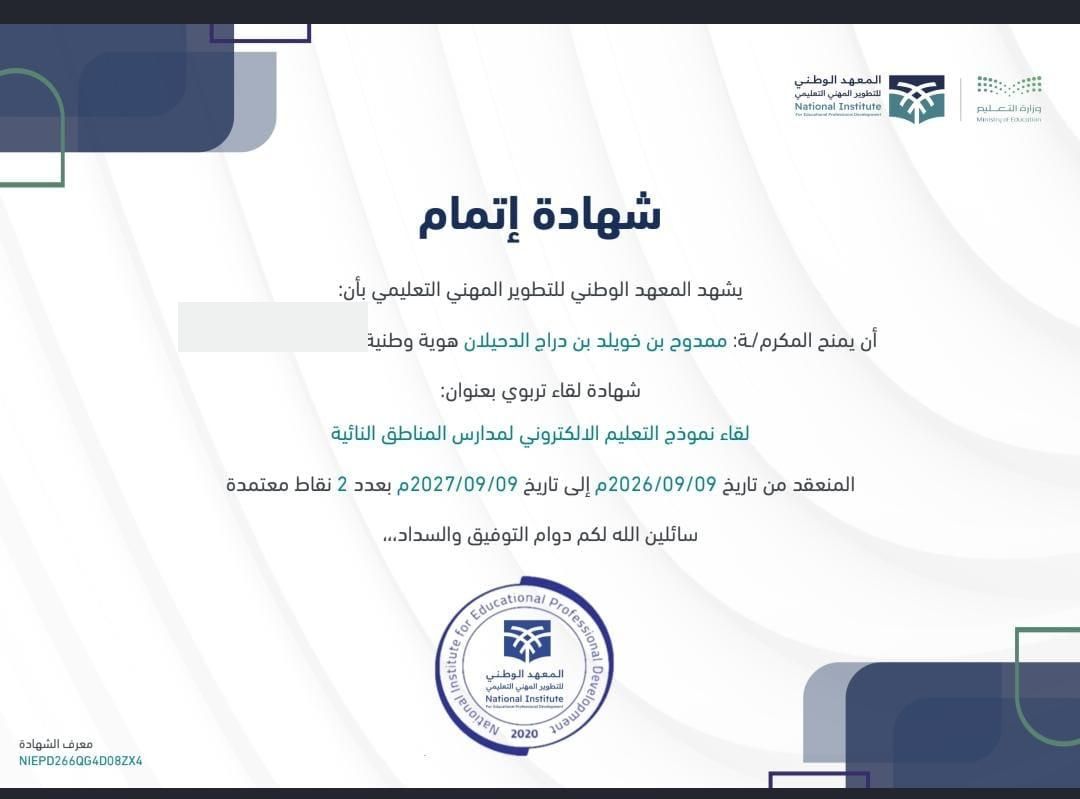 المعهد الوطني
للتطوير المهني التعليمي
National Institute
For Educational Professional Development
وزارة التعليم
Ministry of Education
شهادة إتمام
يشهد المعهد الوطني للتطوير المهني التعليمي بأن:
أن يمنح المكرم/ـة: ممدوح بن خويلد بن دراج الدحيلان هوية وطنية
شهادة لقاء تربوي بعنوان:
لقاء نموذج التعليم الالكتروني لمدارس المناطق النائية
المنعقد من تاريخ 2026/09/09م إلى تاريخ 2027/09/09م بعدد 2 نقاط معتمدة
سائلين الله لكم دوام التوفيق والسداد،،،
National Institute for Educational Professional Development
المعهد الوطني
للتطوير المهني التعليمي
National Institute
For Educational Professional Development
2020
معرف الشهادة
NIEPD266QG4D08ZX4